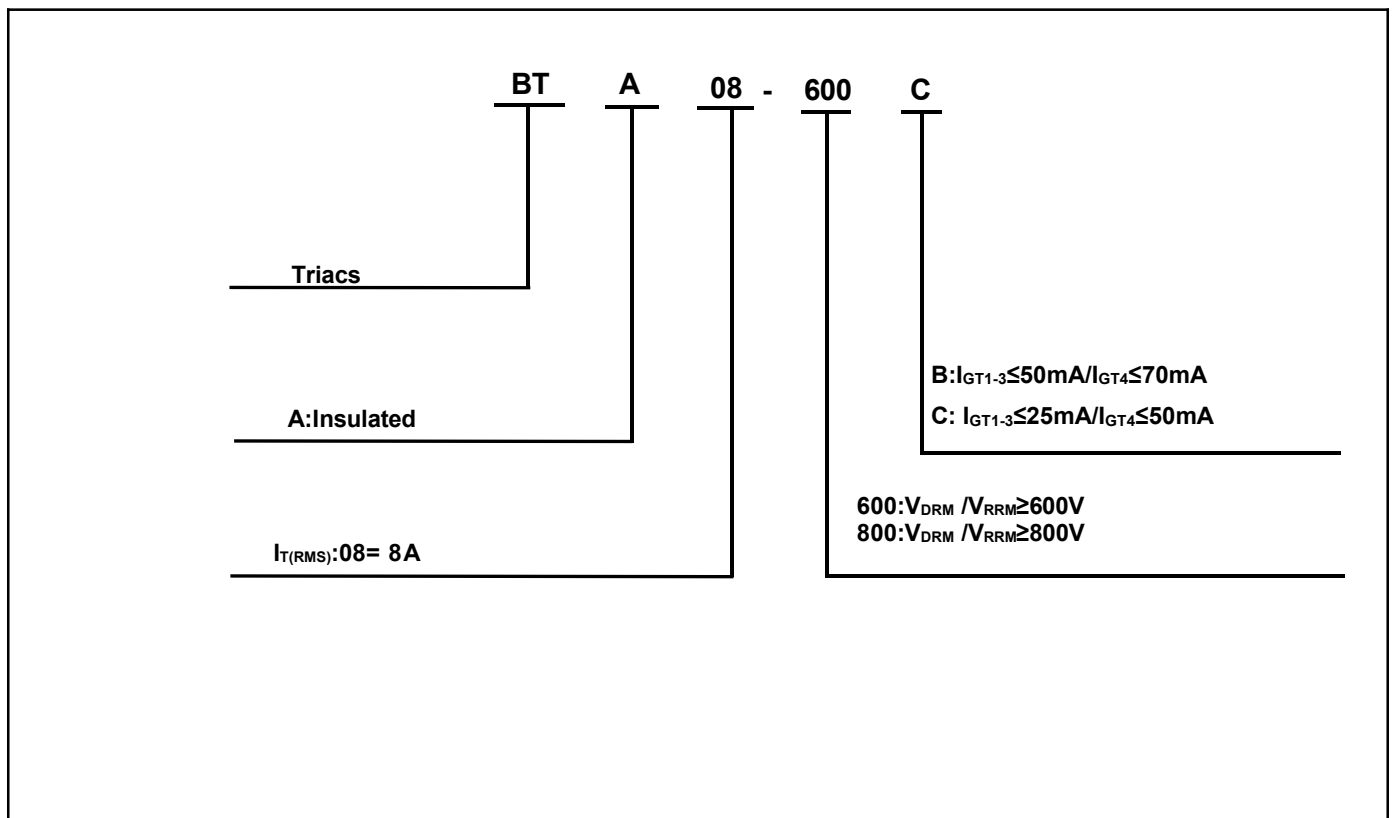 BT A 08 - 600 C
Triacs
B:IGT1-3≤50mA/IGT4≤70mA
A:Insulated
C: IGT1-3≤25mA/IGT4≤50mA
600:VDRM /VRRM≥600V
800:VDRM /VRRM≥800V
IT(RMS):08= 8A